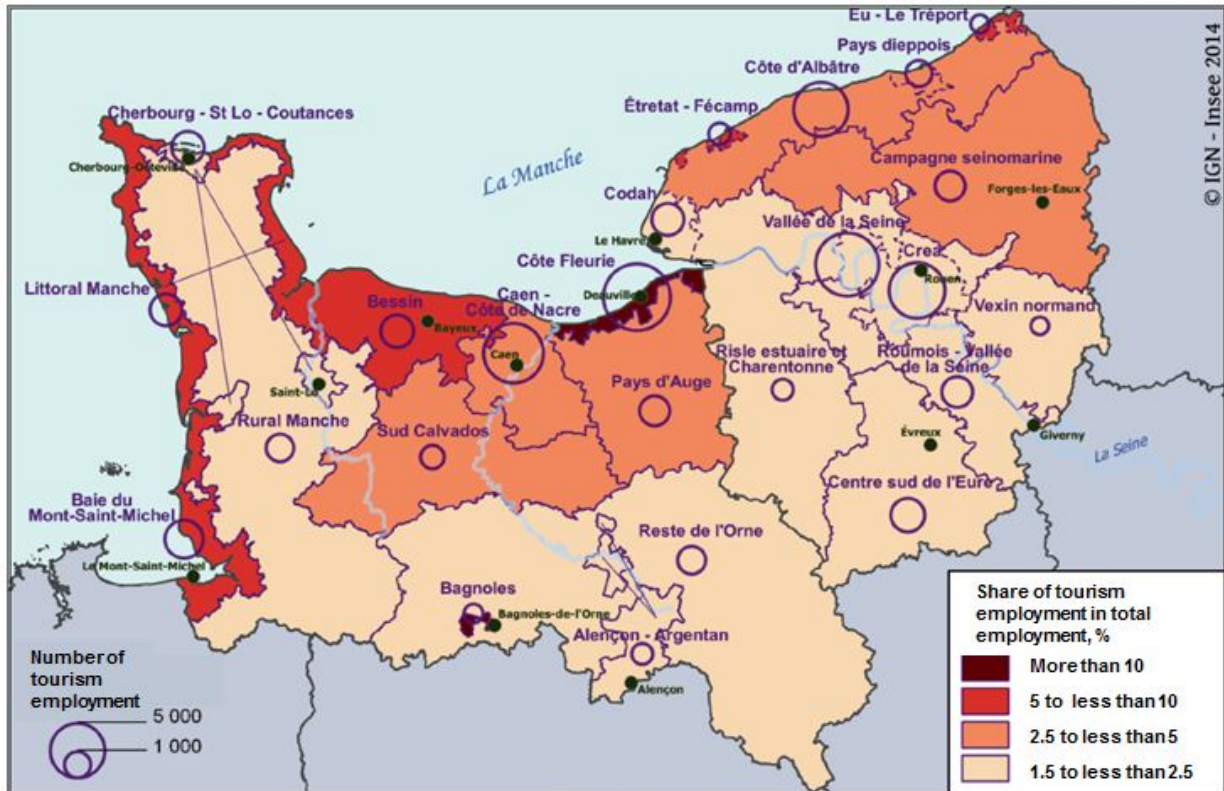 Eu - Le Tréport
Pays dieppois
Côte d'Albâtre
Étretat - Fécamp
© IGN - Insee 2014
Cherbourg - St Lo - Coutances
Cherbourg-Octeville
La Manche
Campagne seinomarine
Forges-les-Eaux
Codah
Le Havre
Vallée de la Seine
Crea
Rouen
Côte Fleurie
Deauville
Littoral Manche
Bessin
Bayeux
Caen -
Côte de Nacre
Caen
Vexin normand
Risle estuaire et
Charentonne
Roumois - Vallée
de la Seine
Pays d'Auge
Saint-Lô
Rural Manche
Sud Calvados
Évreux
Giverny
La Seine
Centre sud de l'Eure
Baie du
Mont-Saint-Michel
Le Mont-Saint-Michel
Reste de l'Orne
Bagnoles
Bagnoles-de-l'Orne
Alençon - Argentan
Alençon
Number of
tourism
employment
5 000
1 000
Share of tourism
employment in total
employment, %
More than 10
5 to less than 10
2.5 to less than 5
1.5 to less than 2.5